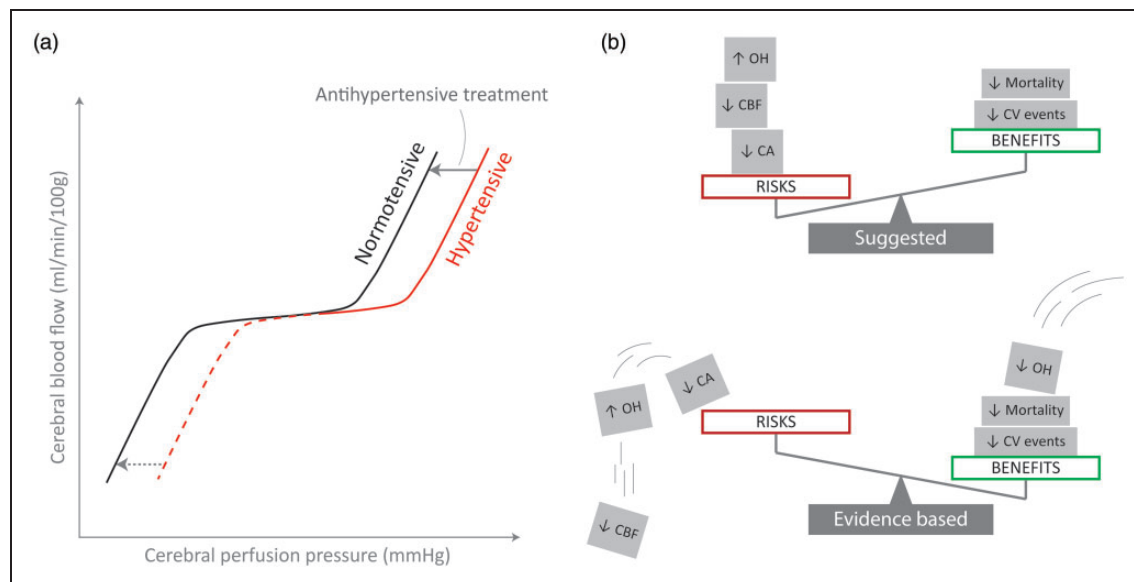 (a)
Antihypertensive treatment
Normotensive
Hypertensive
Cerebral blood flow (ml/min/100g)
Cerebral perfusion pressure (mmHg)
(b)
↑ OH
↓ CBF
↓ CA
RISKS
↓ Mortality
↓ CV events
BENEFITS
Suggested
↓ CA
↑ OH
↓ CBF
RISKS
↓ OH
↓ Mortality
↓ CV events
BENEFITS
Evidence based